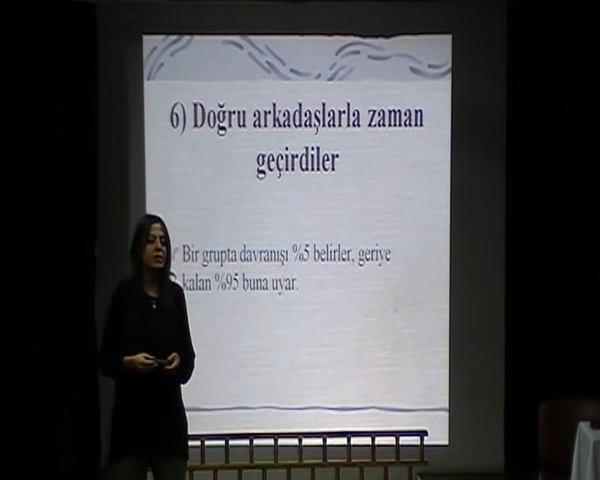 6) Doğru arkadaşlarla zaman
geçirdiler
Bir grupta davranışı %5 belirler, geriye
kalan %95 buna uyar.